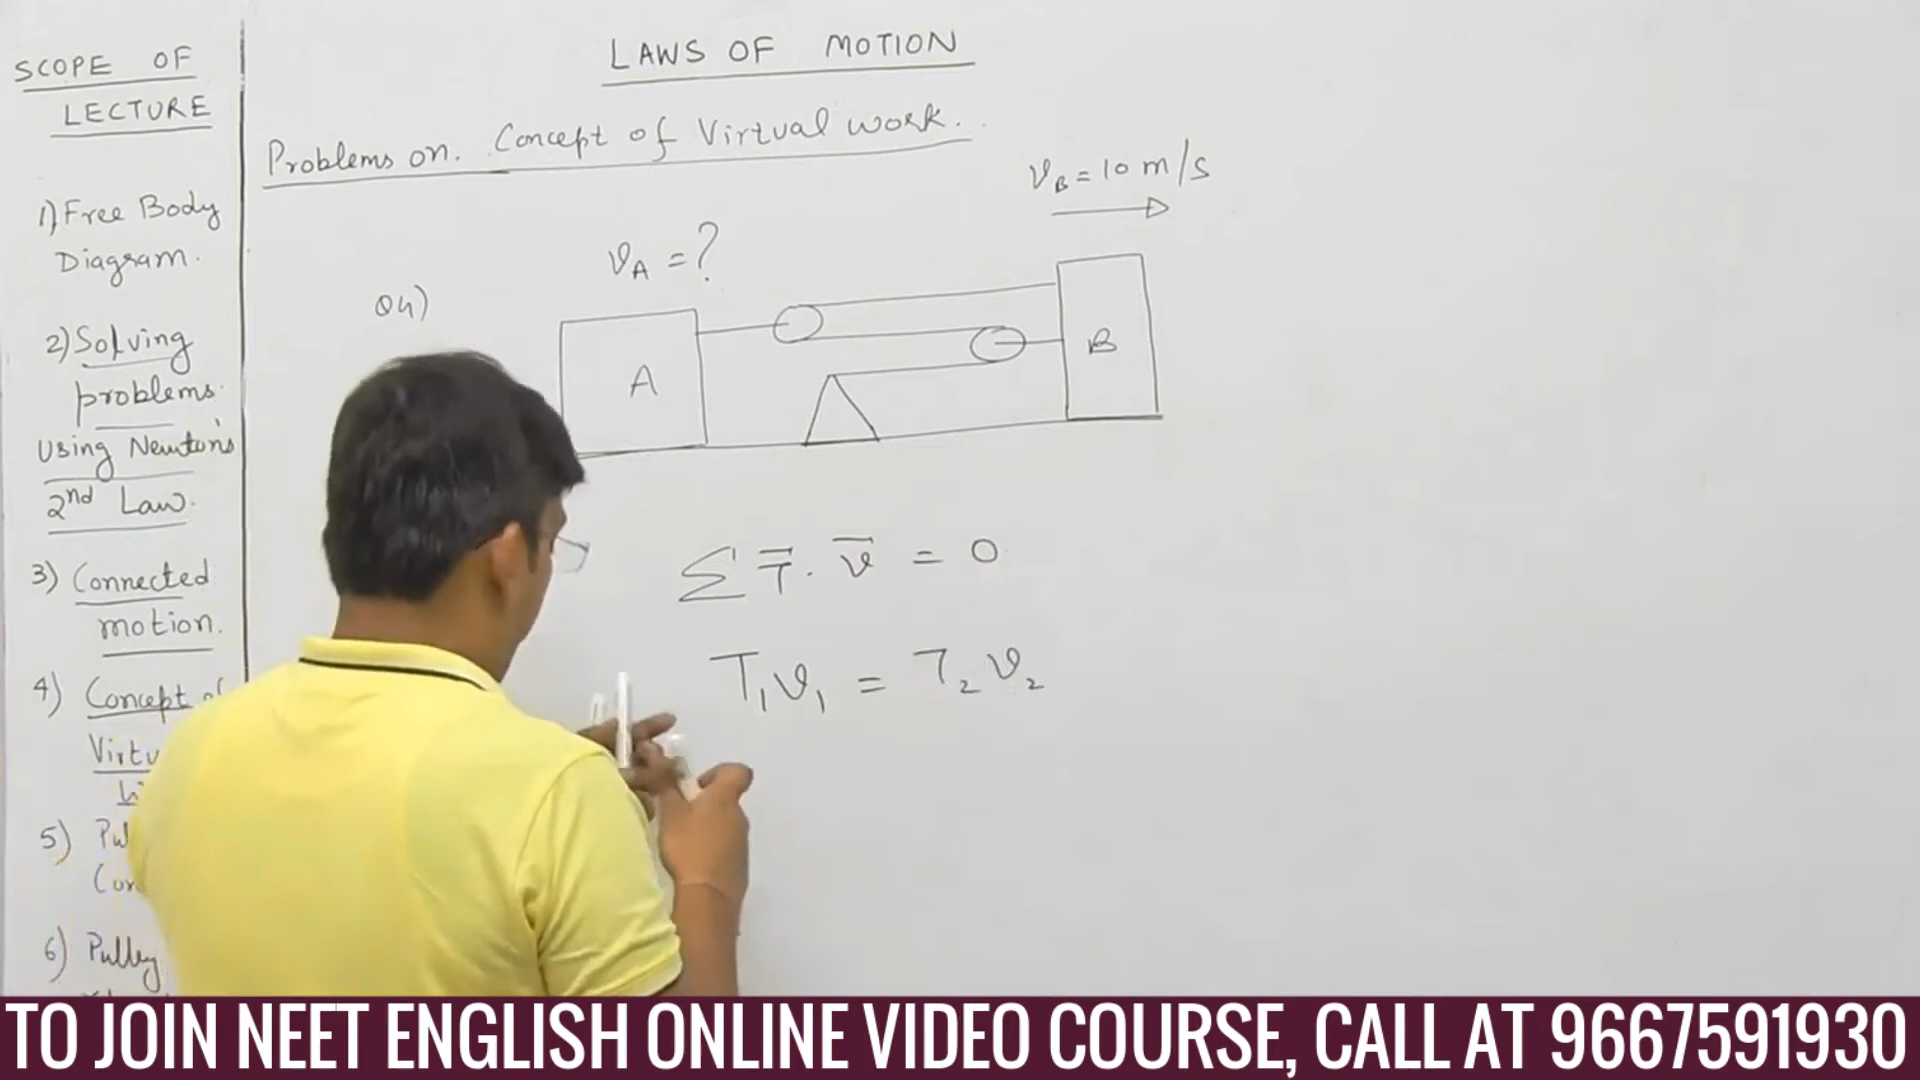 SCOPE OF
LECTURE
1) Free Body
Diagram.
2) Solving
problems.
Using Newton's
2nd Law.
3) Connected
motion.
4) Concept
5)
6) Pulley
LAWS OF MOTION
Problems on. Concept of Virtual work.
Q4)
vA = ?
vB = 10 m/s
A
B
Σ T̅ . v̅ = 0
T₁v₁ = T₂v₂
TO JOIN NEET ENGLISH ONLINE VIDEO COURSE, CALL AT 9667591930